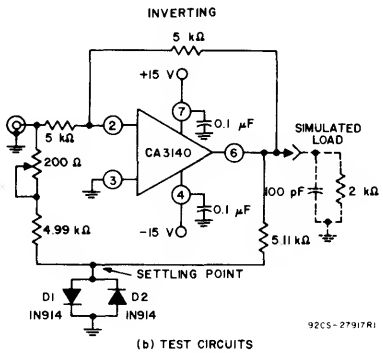 INVERTING
5 kΩ
+15 V
5 kΩ
2
7
0.1 μF
SIMULATED
LOAD
CA3140
6
200 Ω
3
4
100 pF
2 kΩ
0.1 μF
4.99 kΩ
-15 V
5.11 kΩ
SETTLING POINT
D1
D2
IN914
IN914
92CS-27917R1
(b) TEST CIRCUITS